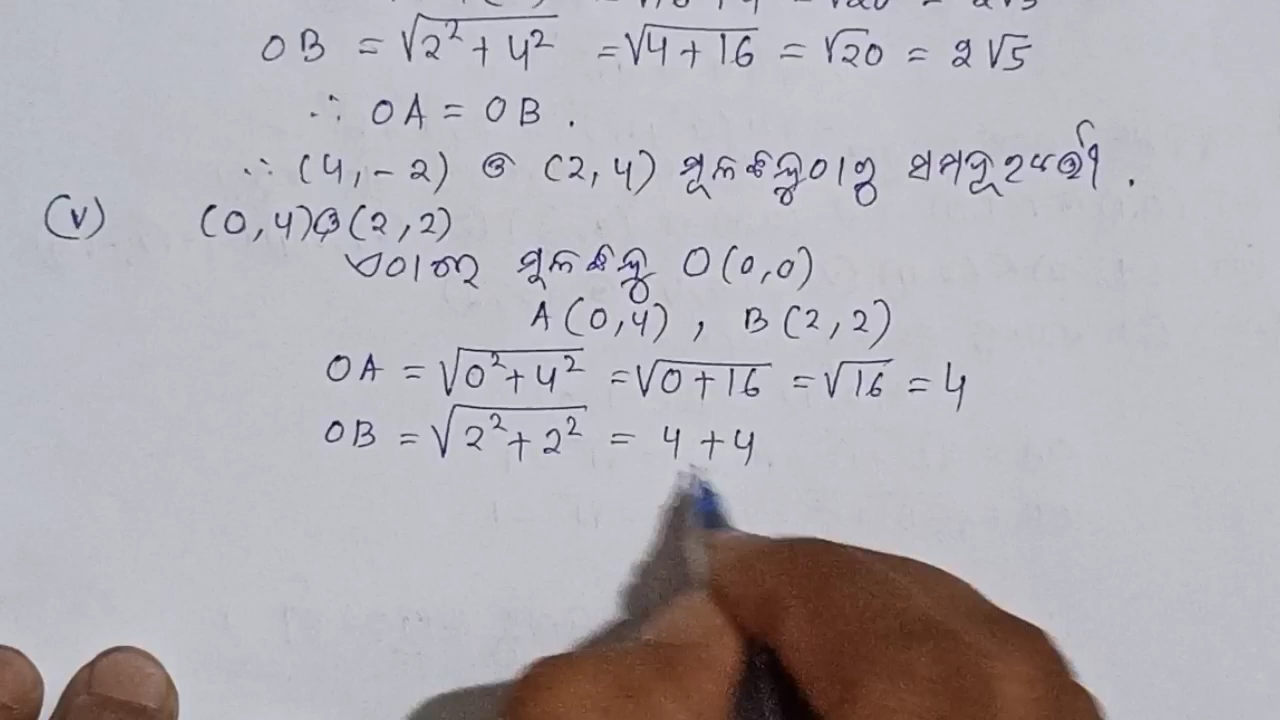 OB = √2² + 4² = √4 + 16 = √20 = 2√5
∴ OA = OB .
∴ (4, - 2) ଓ (2, 4) ମୂଳବିନ୍ଦୁଠାରୁ ସମଦୂରବର୍ତ୍ତୀ .
(v) (0, 4) ଓ (2, 2)
ଏଠାରେ ମୂଳବିନ୍ଦୁ O (0, 0)
A (0, 4) , B (2, 2)
OA = √0² + 4² = √0 + 16 = √16 = 4
OB = √2² + 2² = 4 + 4